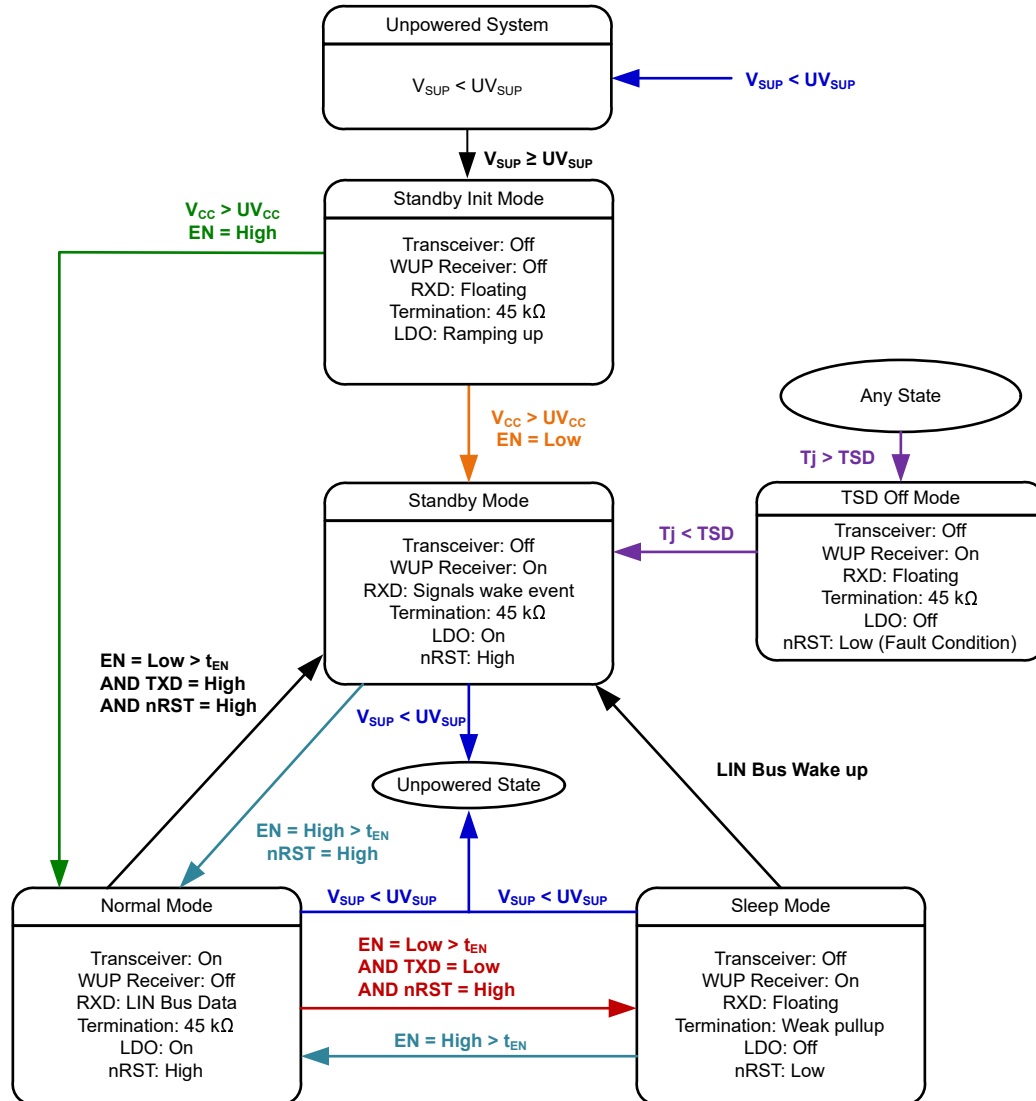 Unpowered System
V_SUP < UV_SUP
V_SUP < UV_SUP
V_SUP ≥ UV_SUP
Standby Init Mode
Transceiver: Off
WUP Receiver: Off
RXD: Floating
Termination: 45 kΩ
LDO: Ramping up
V_CC > UV_CC
EN = High
V_CC > UV_CC
EN = Low
Any State
Tj > TSD
TSD Off Mode
Transceiver: Off
WUP Receiver: On
RXD: Floating
Termination: 45 kΩ
LDO: Off
nRST: Low (Fault Condition)
Tj < TSD
Standby Mode
Transceiver: Off
WUP Receiver: On
RXD: Signals wake event
Termination: 45 kΩ
LDO: On
nRST: High
EN = Low > t_EN
AND TXD = High
AND nRST = High
V_SUP < UV_SUP
Unpowered State
LIN Bus Wake up
EN = High > t_EN
nRST = High
V_SUP < UV_SUP
V_SUP < UV_SUP
Normal Mode
Transceiver: On
WUP Receiver: Off
RXD: LIN Bus Data
Termination: 45 kΩ
LDO: On
nRST: High
EN = Low > t_EN
AND TXD = Low
AND nRST = High
EN = High > t_EN
Sleep Mode
Transceiver: Off
WUP Receiver: On
RXD: Floating
Termination: Weak pullup
LDO: Off
nRST: Low